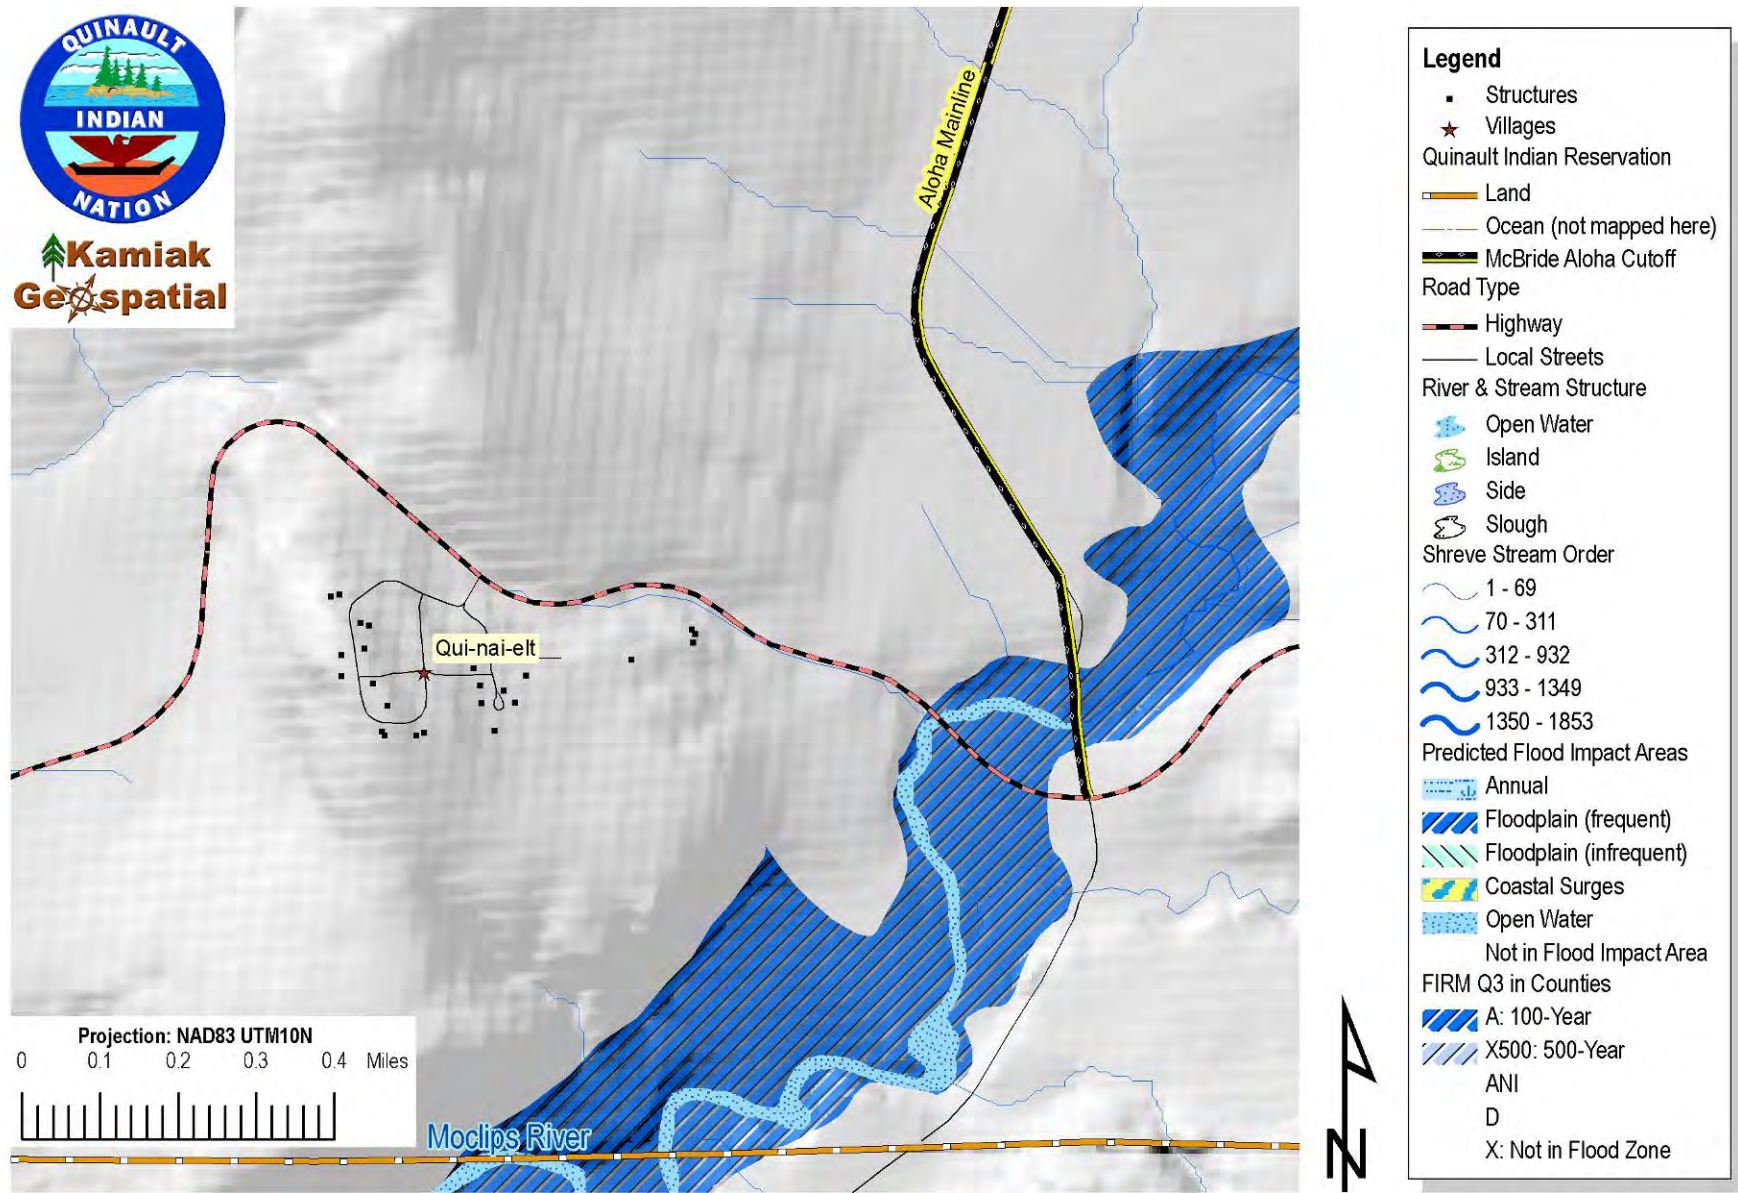 QUINAULT
INDIAN
NATION
Kamiak
Geospatial
Aloha Mainline
Qui-nai-elt
Moclips River
Projection: NAD83 UTM10N
0 0.1 0.2 0.3 0.4 Miles
N
Legend
Structures
Villages
Quinault Indian Reservation
Land
Ocean (not mapped here)
McBride Aloha Cutoff
Road Type
Highway
Local Streets
River & Stream Structure
Open Water
Island
Side
Slough
Shreve Stream Order
1 - 69
70 - 311
312 - 932
933 - 1349
1350 - 1853
Predicted Flood Impact Areas
Annual
Floodplain (frequent)
Floodplain (infrequent)
Coastal Surges
Open Water
Not in Flood Impact Area
FIRM Q3 in Counties
A: 100-Year
X500: 500-Year
ANI
D
X: Not in Flood Zone